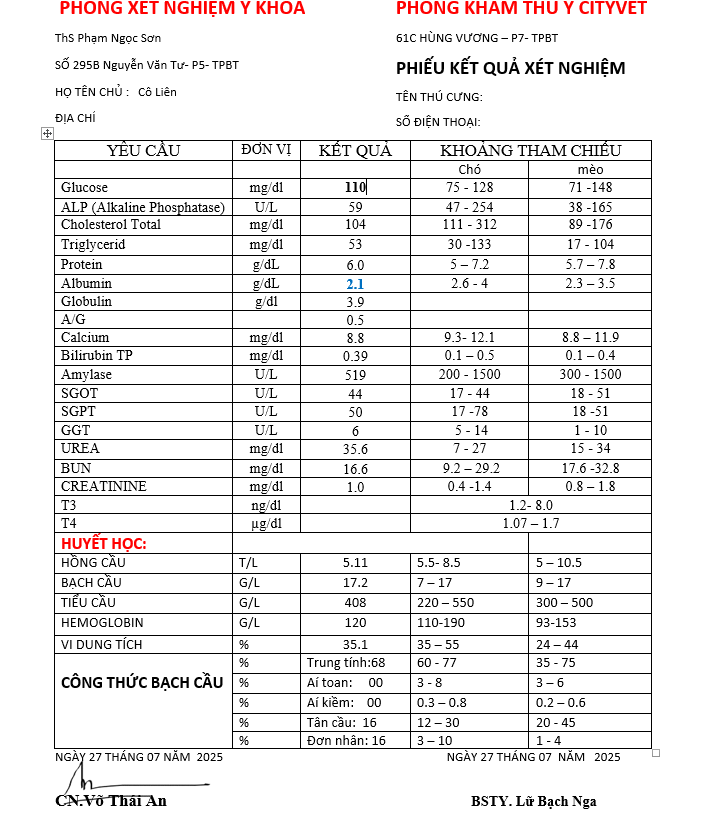 PHÒNG XÉT NGHIỆM Y KHOA PHÒNG KHÁM THÚ Y CITYVET
ThS Phạm Ngọc Sơn 61C HÙNG VƯƠNG – P7- TPBT
SỐ 295B Nguyễn Văn Tư- P5- TPBT PHIẾU KẾT QUẢ XÉT NGHIỆM
HỌ TÊN CHỦ : Cô Liên TÊN THÚ CƯNG:
ĐỊA CHỈ SỐ ĐIỆN THOẠI:
YÊU CẦU ĐƠN VỊ KẾT QUẢ KHOẢNG THAM CHIẾU
Chó mèo
Glucose mg/dl 110 75 - 128 71 -148
ALP (Alkaline Phosphatase) U/L 59 47 - 254 38 -165
Cholesterol Total mg/dl 104 111 - 312 89 -176
Triglycerid mg/dl 53 30 -133 17 - 104
Protein g/dL 6.0 5 – 7.2 5.7 – 7.8
Albumin g/dL 2.1 2.6 - 4 2.3 – 3.5
Globulin g/dl 3.9
A/G 0.5
Calcium mg/dl 8.8 9.3- 12.1 8.8 – 11.9
Bilirubin TP mg/dl 0.39 0.1 – 0.5 0.1 – 0.4
Amylase U/L 519 200 - 1500 300 - 1500
SGOT U/L 44 17 - 44 18 - 51
SGPT U/L 50 17 -78 18 -51
GGT U/L 6 5 - 14 1 - 10
UREA mg/dl 35.6 7 - 27 15 - 34
BUN mg/dl 16.6 9.2 – 29.2 17.6 -32.8
CREATININE mg/dl 1.0 0.4 -1.4 0.8 – 1.8
T3 ng/dl 1.2- 8.0
T4 µg/dl 1.07 – 1.7
HUYẾT HỌC:
HỒNG CẦU T/L 5.11 5.5- 8.5 5 – 10.5
BẠCH CẦU G/L 17.2 7 – 17 9 – 17
TIỂU CẦU G/L 408 220 – 550 300 – 500
HEMOGLOBIN G/L 120 110-190 93-153
VI DUNG TÍCH % 35.1 35 – 55 24 – 44
CÔNG THỨC BẠCH CẦU % Trung tính:68 60 - 77 35 - 75
% Aí toan: 00 3 - 8 3 – 6
% Aí kiềm: 00 0.3 – 0.8 0.2 – 0.6
% Tân cầu: 16 12 – 30 20 - 45
% Đơn nhân: 16 3 – 10 1 - 4
NGÀY 27 THÁNG 07 NĂM 2025 NGÀY 27 THÁNG 07 NĂM 2025
CN.Võ Thái An BSTY. Lữ Bạch Nga